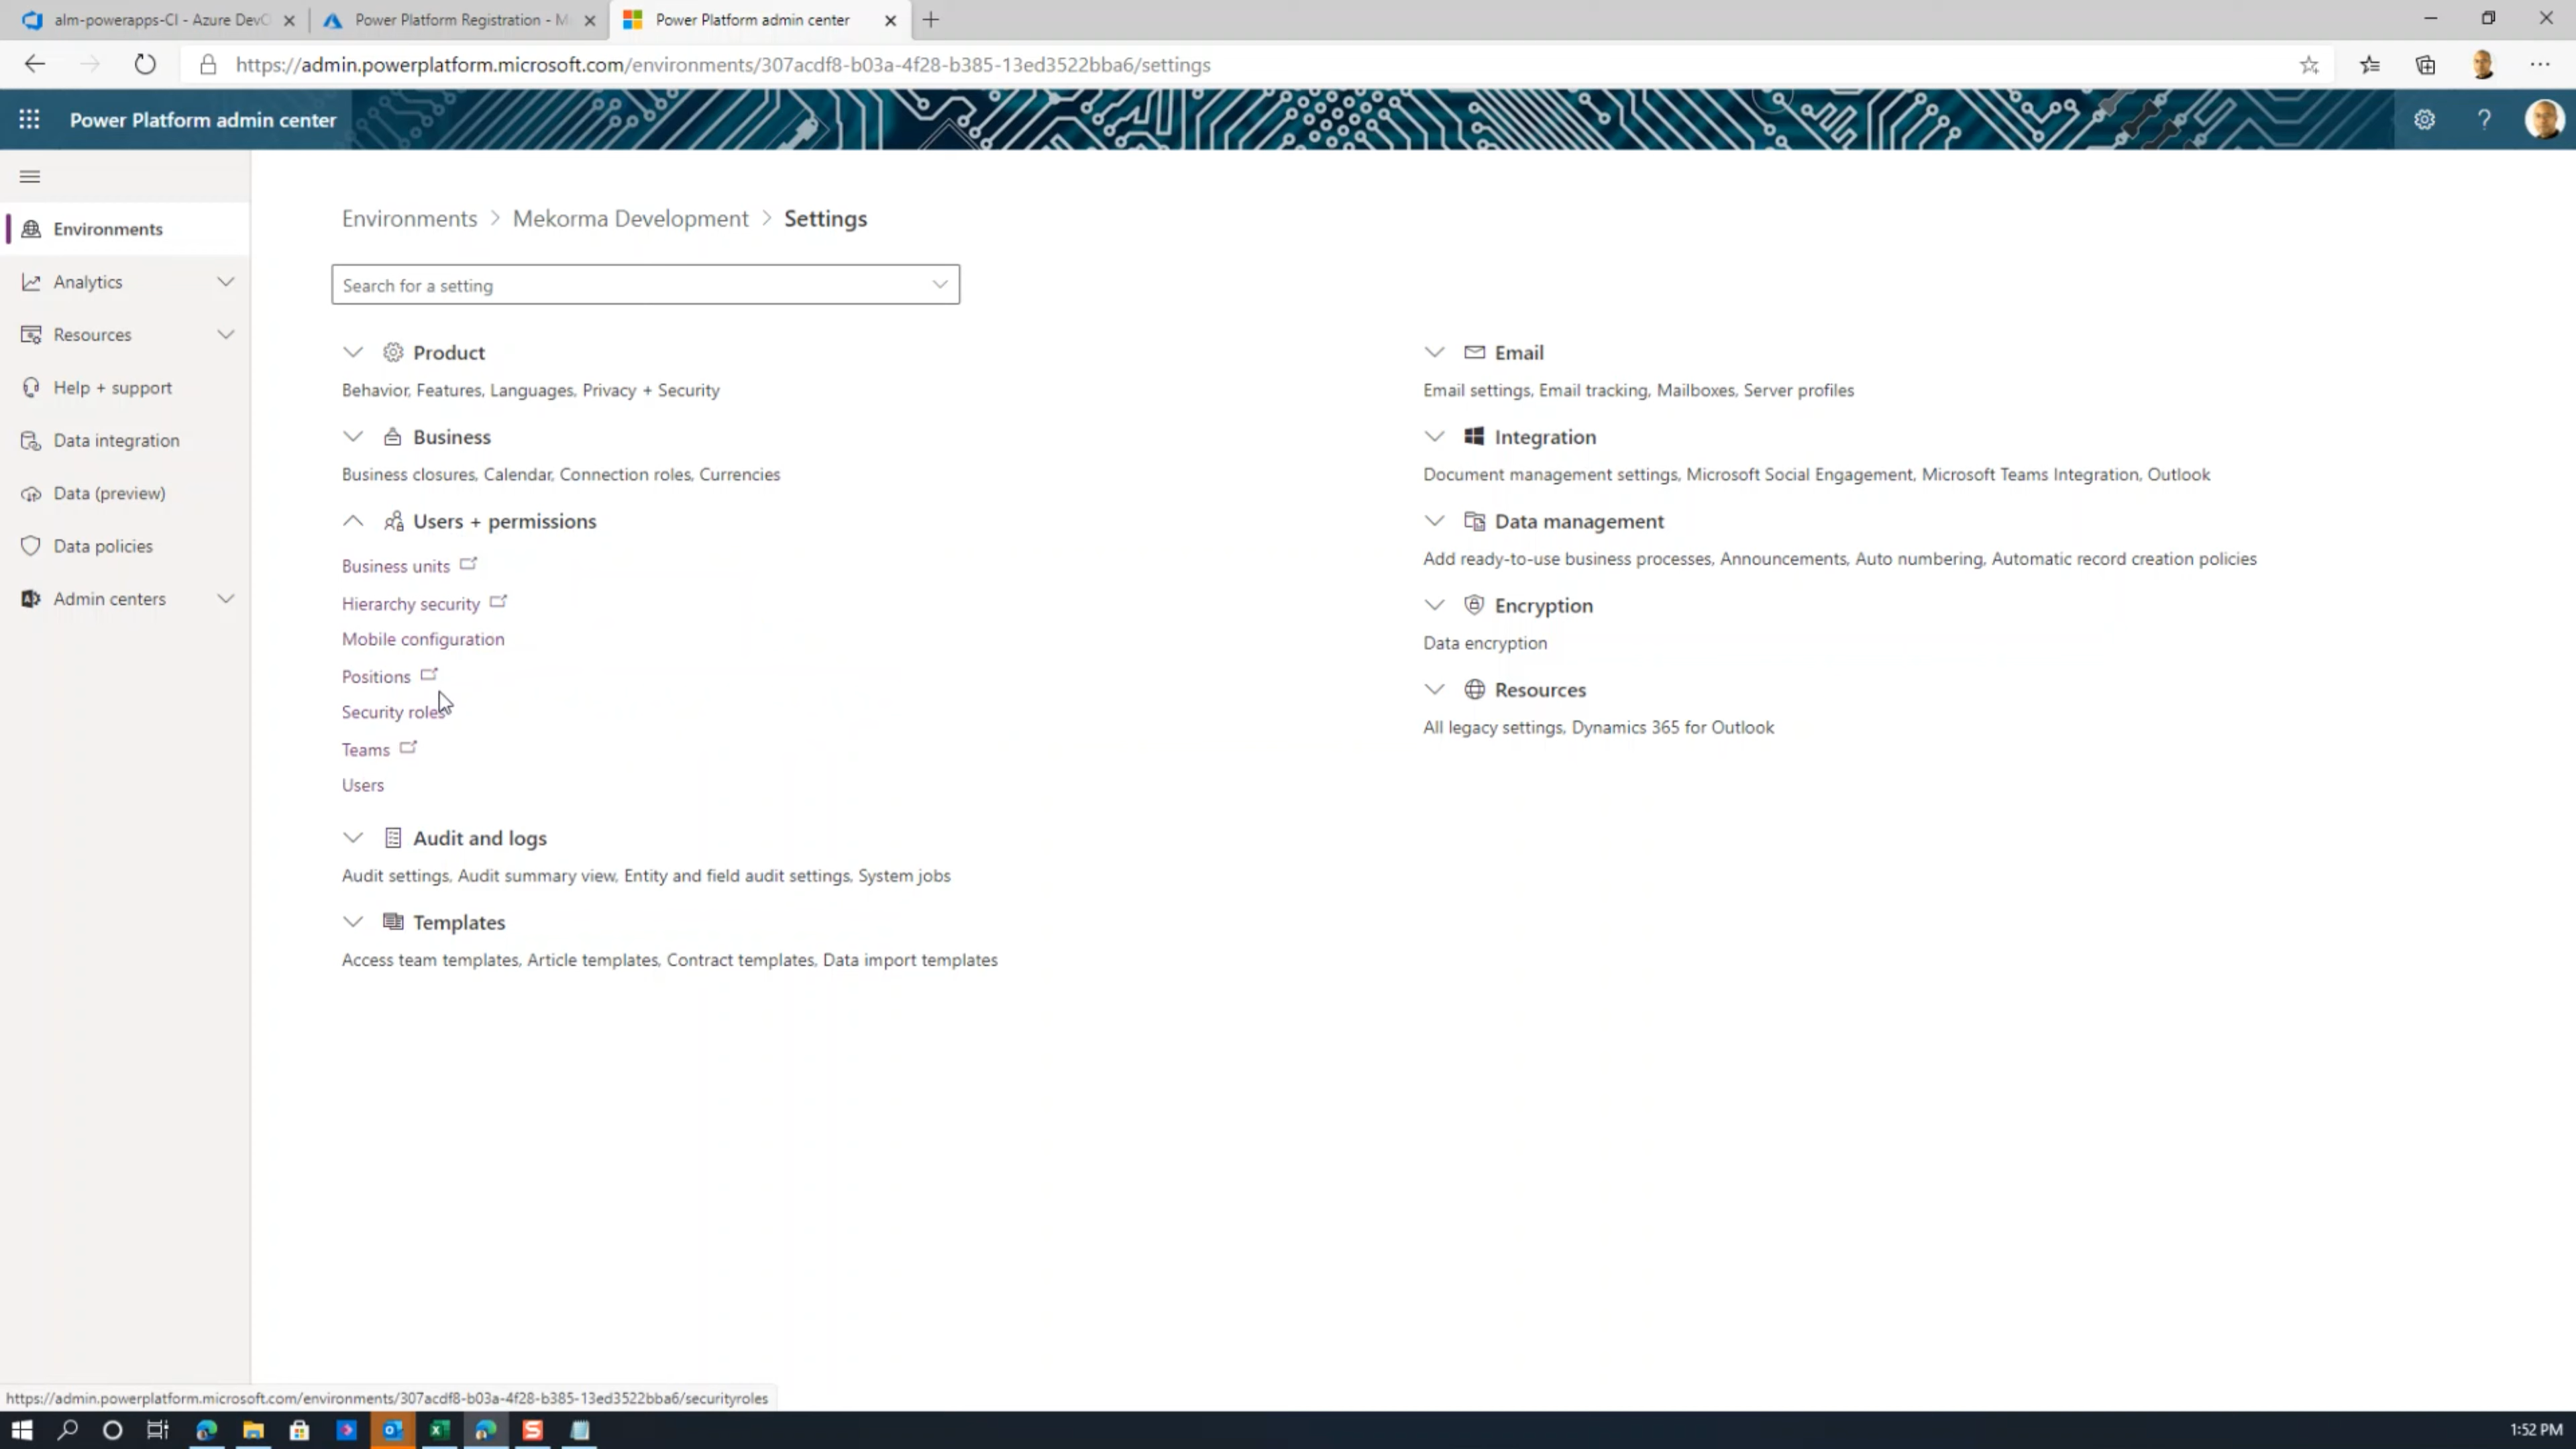 alm-powerapps-CI - Azure DevO
Power Platform Registration - M
Power Platform admin center
https://admin.powerplatform.microsoft.com/environments/307acdf8-b03a-4f28-b385-13ed3522bba6/settings
Power Platform admin center
Environments
Analytics
Resources
Help + support
Data integration
Data (preview)
Data policies
Admin centers
Environments > Mekorma Development > Settings
Search for a setting
Product
Behavior, Features, Languages, Privacy + Security
Business
Business closures, Calendar, Connection roles, Currencies
Users + permissions
Business units
Hierarchy security
Mobile configuration
Positions
Security roles
Teams
Users
Audit and logs
Audit settings, Audit summary view, Entity and field audit settings, System jobs
Templates
Access team templates, Article templates, Contract templates, Data import templates
Email
Email settings, Email tracking, Mailboxes, Server profiles
Integration
Document management settings, Microsoft Social Engagement, Microsoft Teams Integration, Outlook
Data management
Add ready-to-use business processes, Announcements, Auto numbering, Automatic record creation policies
Encryption
Data encryption
Resources
All legacy settings, Dynamics 365 for Outlook
https://admin.powerplatform.microsoft.com/environments/307acdf8-b03a-4f28-b385-13ed3522bba6/securityroles
1:52 PM